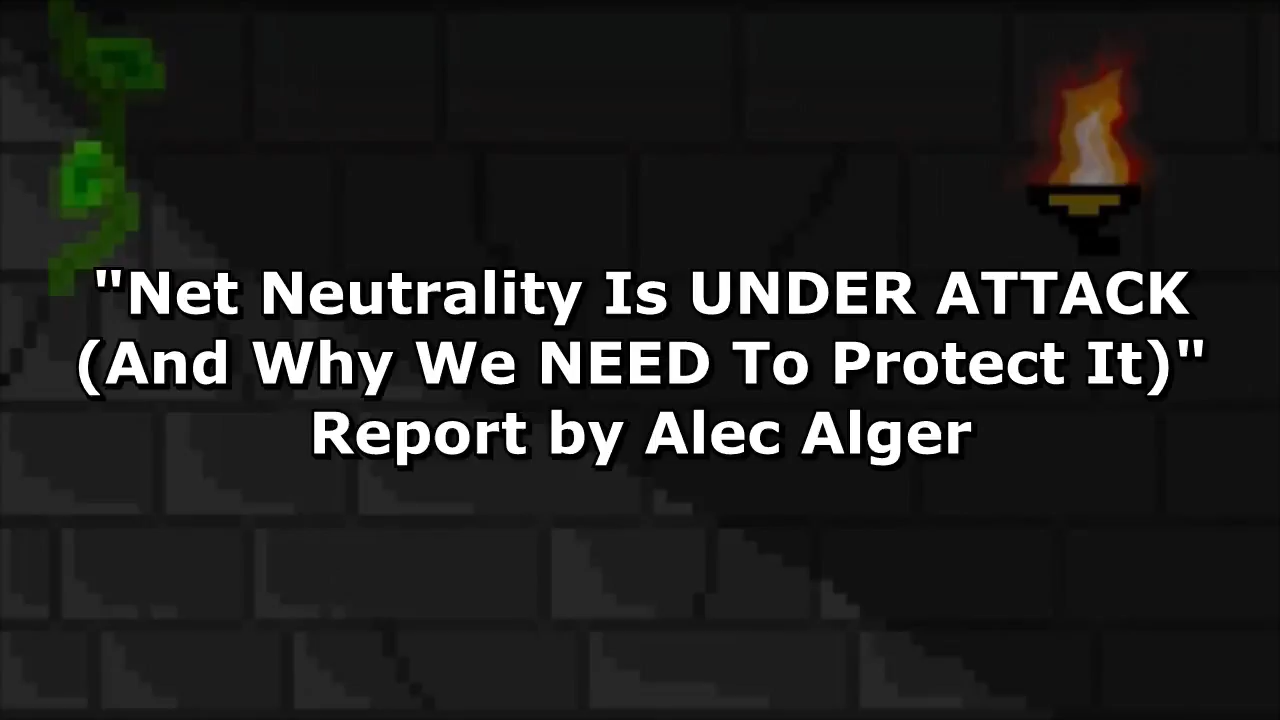 "Net Neutrality Is UNDER ATTACK
(And Why We NEED To Protect It)"
Report by Alec Alger